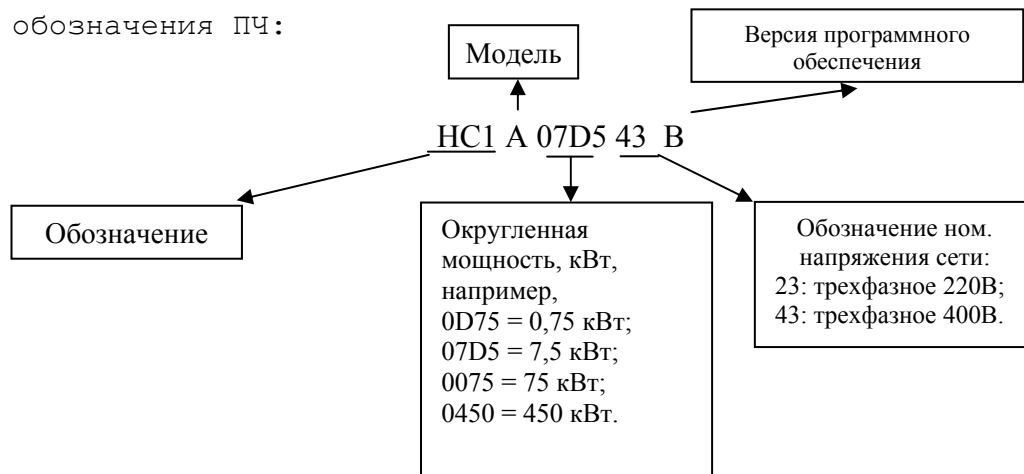 обозначения ПЧ:
Модель
Версия программного
обеспечения
HC1 A 07D5 43 B
Обозначение
Округленная
мощность, кВт,
например,
0D75 = 0,75 кВт;
07D5 = 7,5 кВт;
0075 = 75 кВт;
0450 = 450 кВт.
Обозначение ном.
напряжения сети:
23: трехфазное 220В;
43: трехфазное 400В.